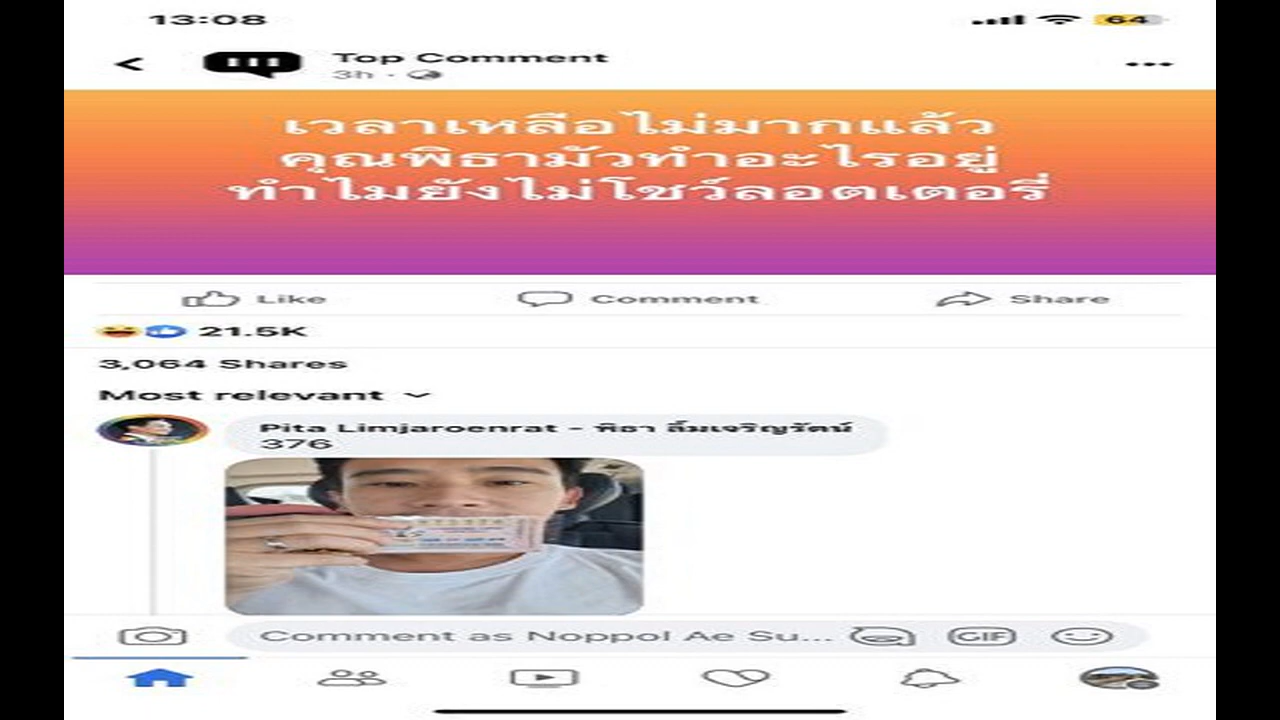 13:08
64
Top Comment
3h
เวลาเหลือไม่มากแล้ว
คุณพิธามัวทำอะไรอยู่
ทำไมยังไม่โชว์ลอตเตอรี่
Like Comment Share
21.5K
3,064 Shares
Most relevant
Pita Limjaroenrat - พิธา ลิ้มเจริญรัตน์
376
Comment as Noppol Ae Su... GIF